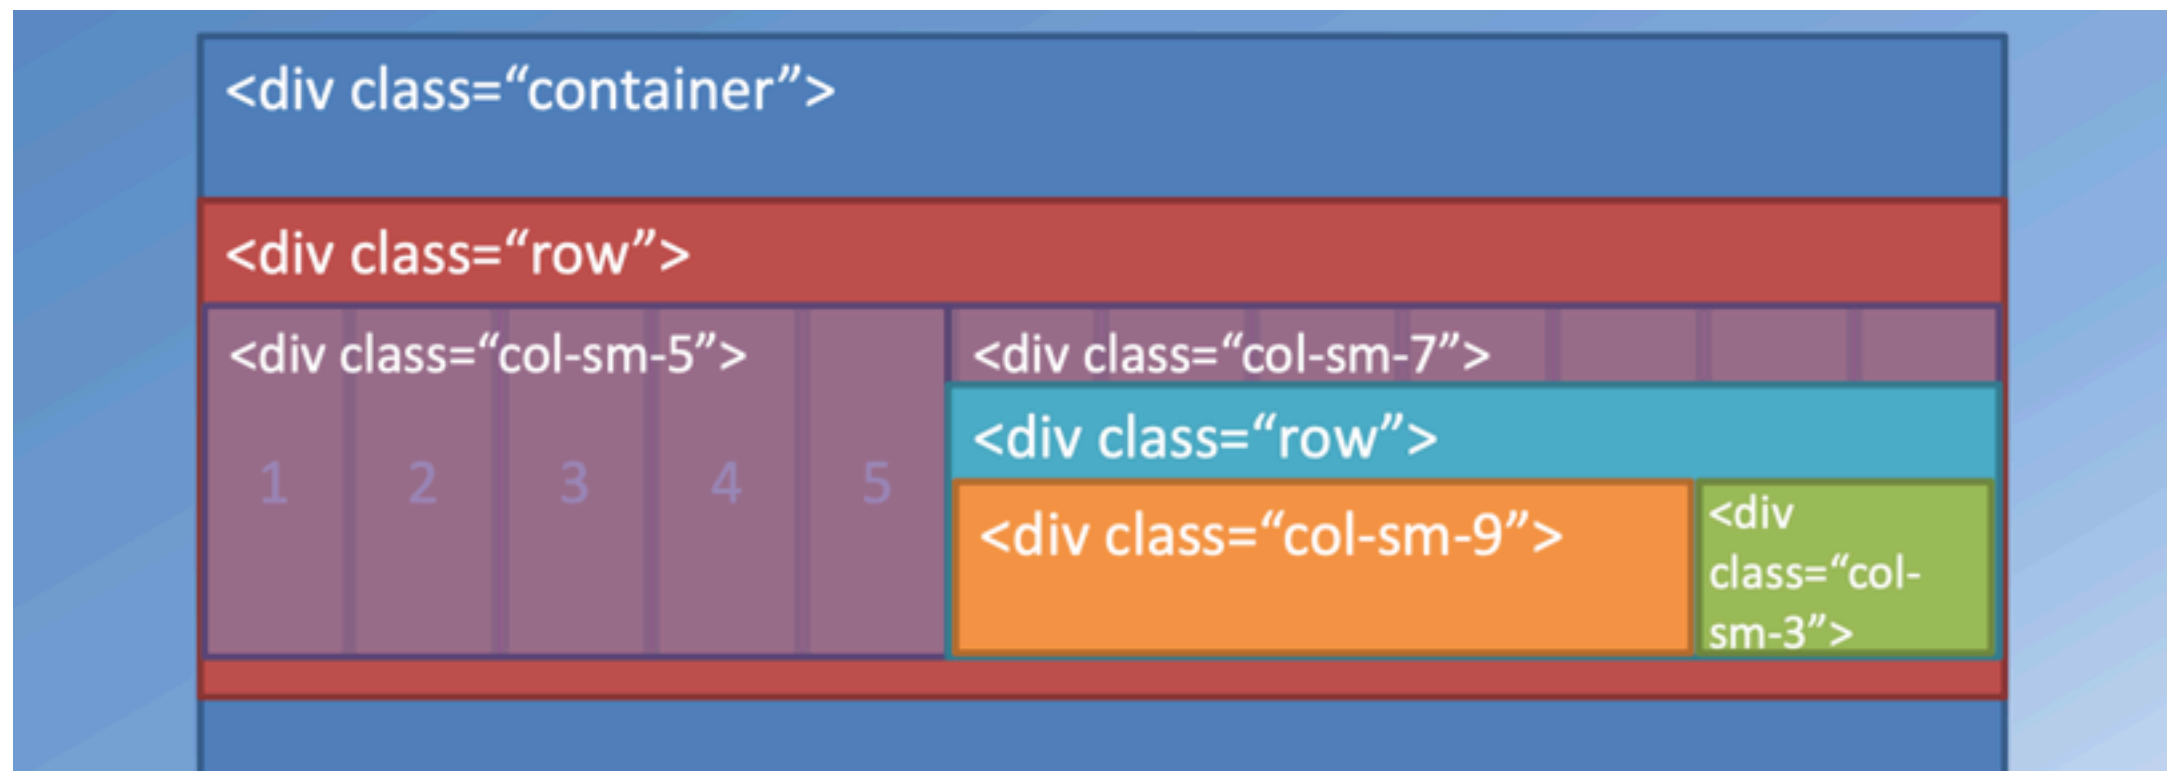 <div class=“container”>
<div class=“row”>
<div class=“col-sm-5”>
<div class=“col-sm-7”>
<div class=“row”>
1 2 3 4 5
<div class=“col-sm-9”>
<div
class=“col-
sm-3”>